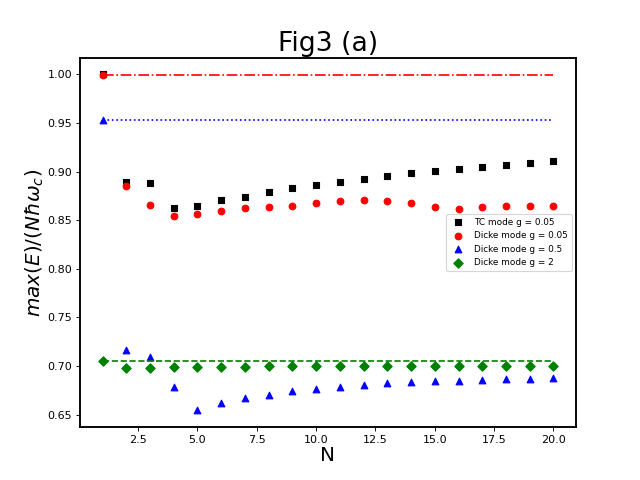 Fig3 (a)
max(E)/(Nħω_c)
1.00
0.95
0.90
0.85
0.80
0.75
0.70
0.65
TC mode g = 0.05
Dicke mode g = 0.05
Dicke mode g = 0.5
Dicke mode g = 2
2.5 5.0 7.5 10.0 12.5 15.0 17.5 20.0
N